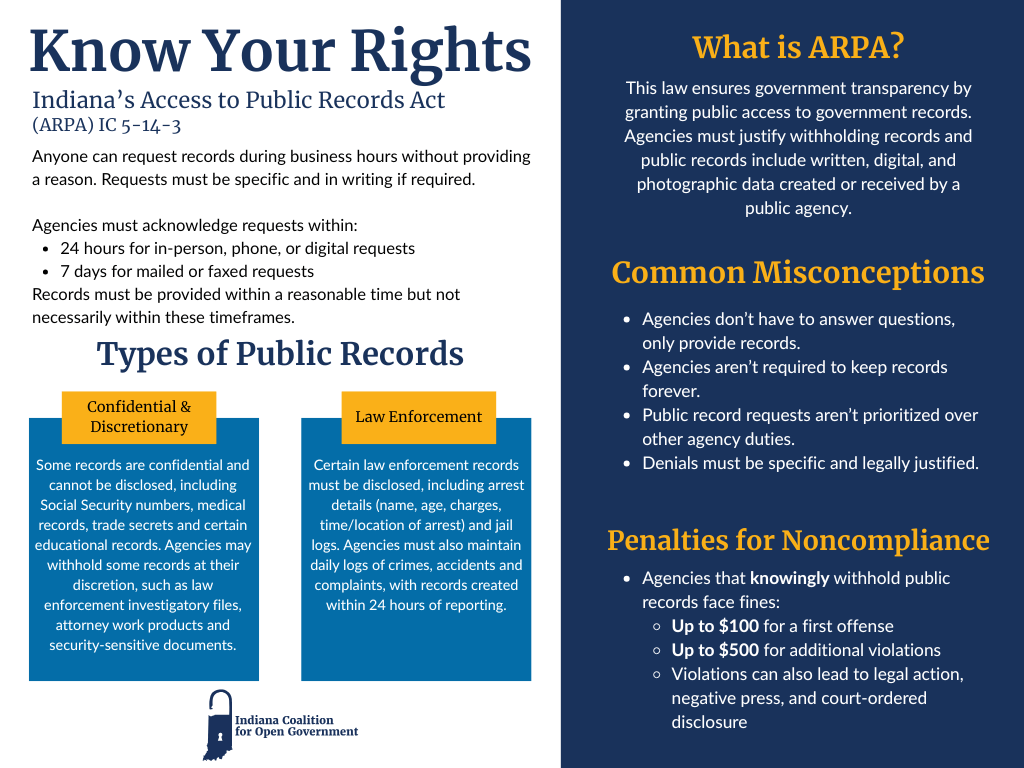 Know Your Rights
Indiana’s Access to Public Records Act
(ARPA) IC 5-14-3
Anyone can request records during business hours without providing
a reason. Requests must be specific and in writing if required.
Agencies must acknowledge requests within:
• 24 hours for in-person, phone, or digital requests
• 7 days for mailed or faxed requests
Records must be provided within a reasonable time but not
necessarily within these timeframes.
Types of Public Records
Confidential &
Discretionary
Some records are confidential and
cannot be disclosed, including
Social Security numbers, medical
records, trade secrets and certain
educational records. Agencies may
withhold some records at their
discretion, such as law
enforcement investigatory files,
attorney work products and
security-sensitive documents.
Law Enforcement
Certain law enforcement records
must be disclosed, including arrest
details (name, age, charges,
time/location of arrest) and jail
logs. Agencies must also maintain
daily logs of crimes, accidents and
complaints, with records created
within 24 hours of reporting.
Indiana Coalition
for Open Government
What is ARPA?
This law ensures government transparency by
granting public access to government records.
Agencies must justify withholding records and
public records include written, digital, and
photographic data created or received by a
public agency.
Common Misconceptions
• Agencies don’t have to answer questions,
only provide records.
• Agencies aren’t required to keep records
forever.
• Public record requests aren’t prioritized over
other agency duties.
• Denials must be specific and legally justified.
Penalties for Noncompliance
• Agencies that knowingly withhold public
records face fines:
◦ Up to $100 for a first offense
◦ Up to $500 for additional violations
◦ Violations can also lead to legal action,
negative press, and court-ordered
disclosure